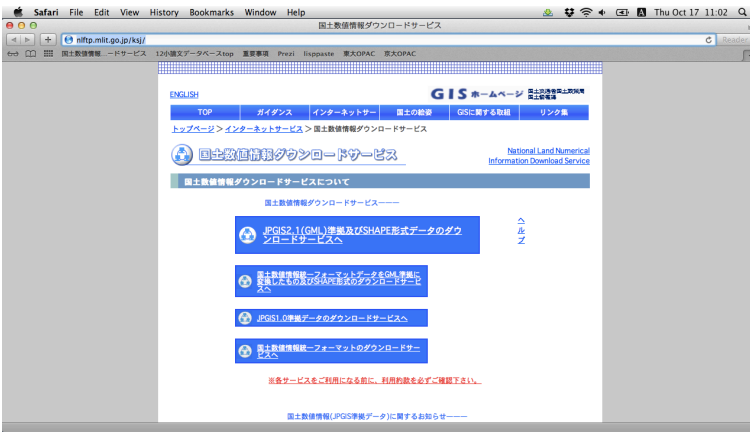 Safari File Edit View History Bookmarks Window Help
Thu Oct 17 11:02
国土数値情報ダウンロードサービス
nlftp.mlit.go.jp/ksj/
Reader
国土数値情報...ードサービス 12小論文データベースtop 重要事項 Prezi lisppaste 東大OPAC 京大OPAC
ENGLISH
GISホームページ
TOP ガイダンス インターネットサー 国土の絵姿 GISに関する取組 リンク集
トップページ > インターネットサービス > 国土数値情報ダウンロードサービス
国土数値情報ダウンロードサービス
National Land Numerical
Information Download Service
国土数値情報ダウンロードサービスについて
国土数値情報ダウンロードサービス———
JPGIS2.1(GML)準拠及びSHAPE形式データのダウ
ンロードサービスへ
ヘ
ル
プ
国土数値情報統一フォーマットデータをGML準拠に
変換したもの及びSHAPE形式のダウンロードサービ
スへ
JPGIS1.0準拠データのダウンロードサービスへ
国土数値情報統一フォーマットのダウンロードサー
ビスへ
※各サービスをご利用になる前に、利用約款を必ずご確認下さい。
国土数値情報(JPGIS準拠データ)に関するお知らせ———